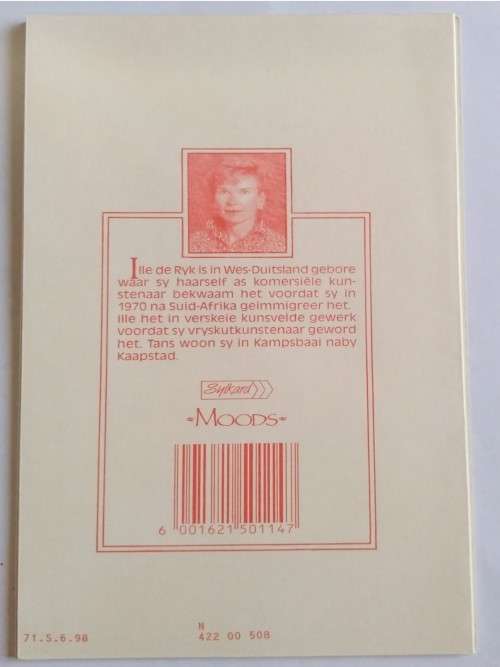 Ille de Ryk is in Wes-Duitsland gebore
waar sy haarself as komersiële kun-
stenaar bekwaam het voordat sy in
1970 na Suid-Afrika geimmigreer het.
Ille het in verskeie kunsvelde gewerk
voordat sy vryskutkunstenaar geword
het. Tans woon sy in Kampsbaai naby
Kaapstad.
Sylkard
MOODS
6 001621 501147
N
71.5.6.98 422 00 508